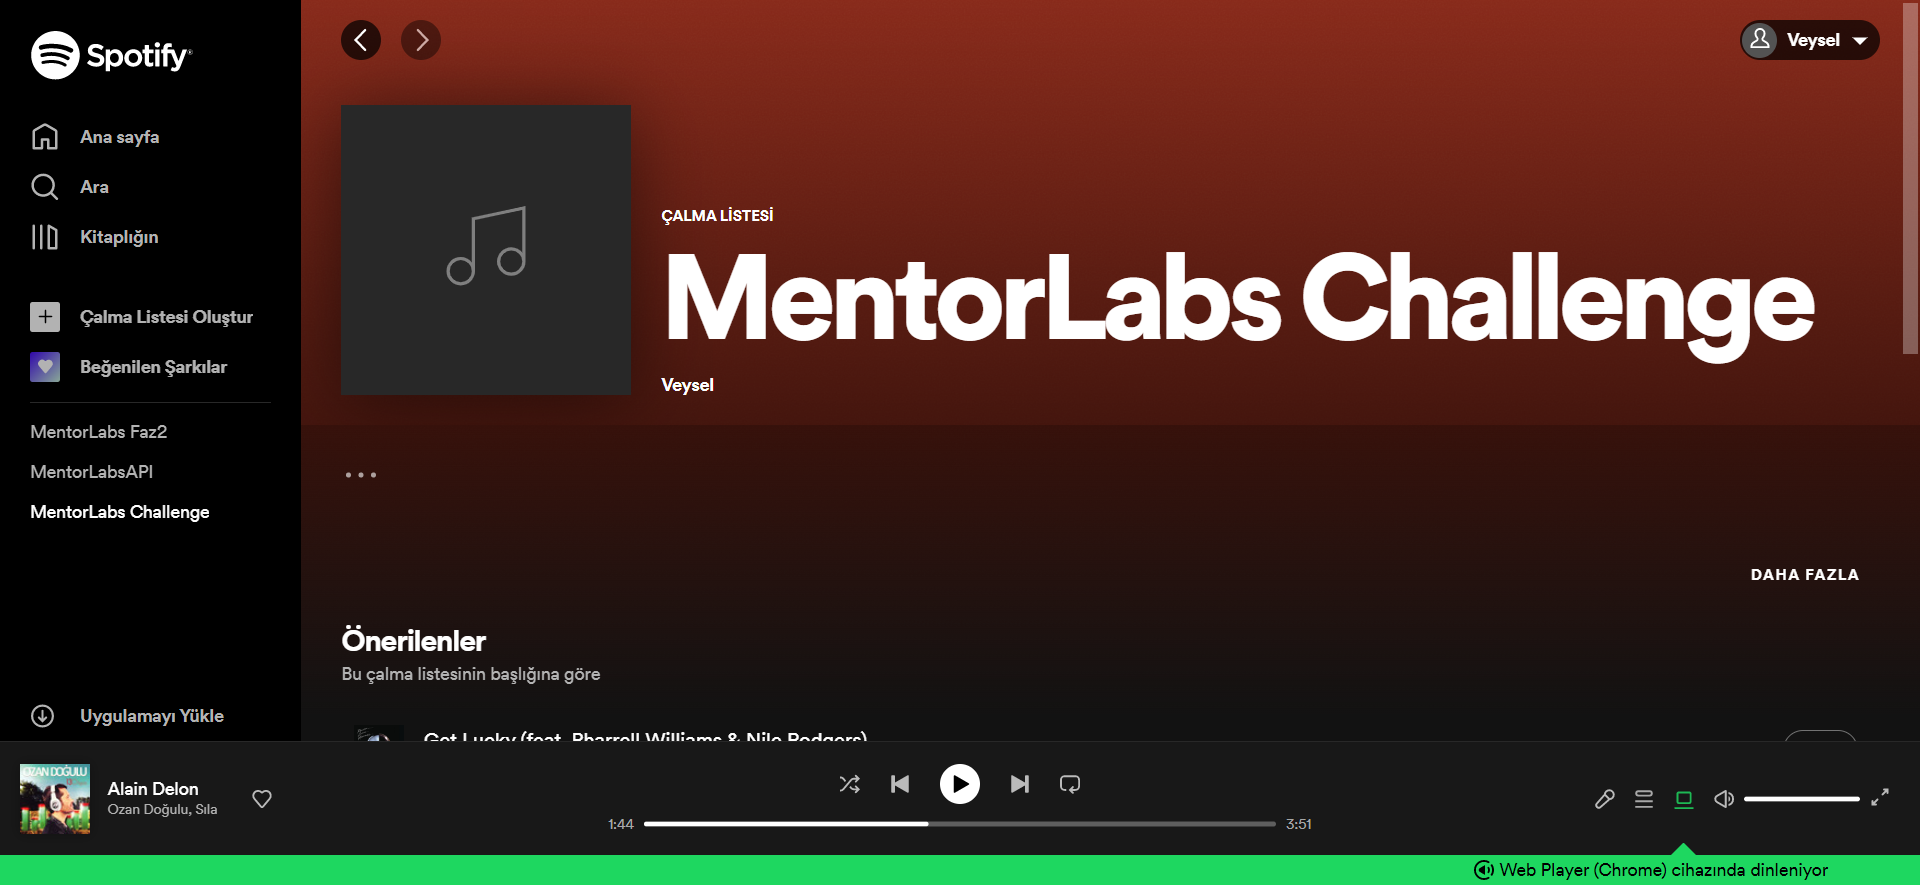 Spotify
Ana sayfa
Ara
Kitaplığın
Çalma Listesi Oluştur
Beğenilen Şarkılar
MentorLabs Faz2
MentorLabsAPI
MentorLabs Challenge
Uygulamayı Yükle
Veysel
ÇALMA LİSTESİ
MentorLabs Challenge
Veysel
DAHA FAZLA
Önerilenler
Bu çalma listesinin başlığına göre
Get Lucky (feat. Pharrell Williams & Nile Rodgers)
OZAN DOĞULU
Alain Delon
Ozan Doğulu, Sıla
1:44
3:51
Web Player (Chrome) cihazında dinleniyor